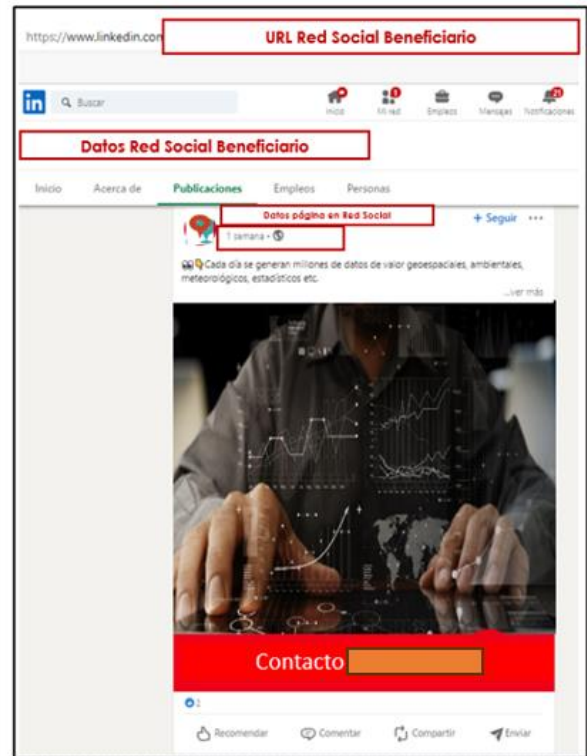 https://www.linkedin.com
URL Red Social Beneficiario
in
Buscar
Inicio
Mi red
Empleos
Mensajes
21
Notificaciones
Datos Red Social Beneficiario
Inicio
Acerca de
Publicaciones
Empleos
Personas
Datos página en Red Social
+ Seguir
1 semana •
Cada día se generan millones de datos de valor geoespaciales, ambientales,
meteorológicos, estadísticos etc.
...ver más
Contacto
2
Recomendar
Comentar
Compartir
Enviar